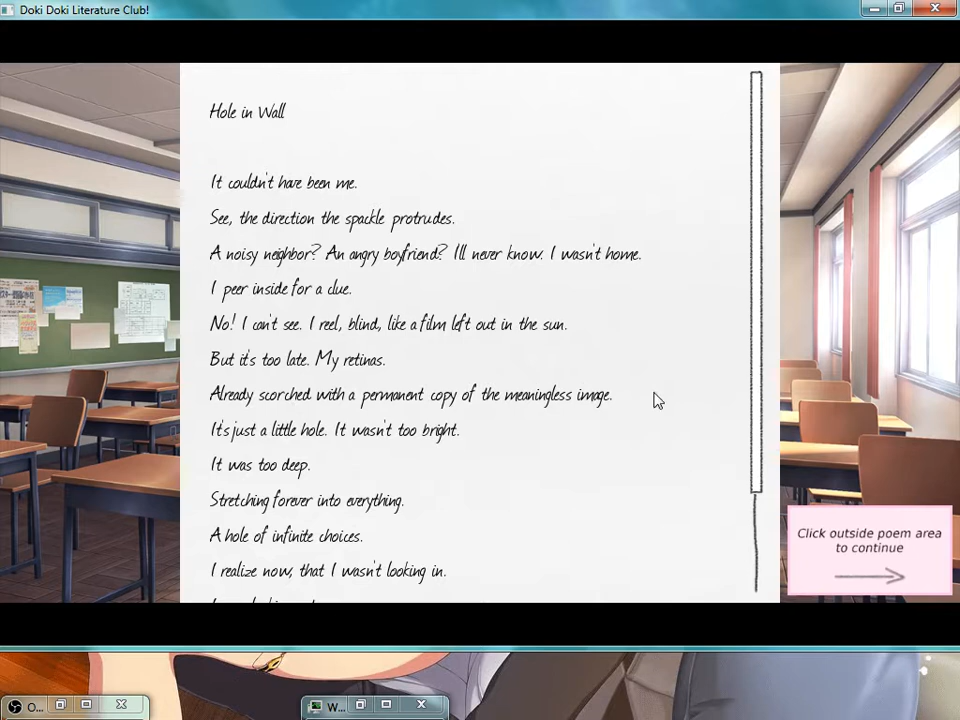 Doki Doki Literature Club!
Hole in Wall
It couldn't have been me.
See, the direction the spackle protrudes.
A noisy neighbor? An angry boyfriend? I'll never know. I wasn't home.
I peer inside for a clue.
No! I can't see. I reel, blind, like a film left out in the sun.
But it's too late. My retinas.
Already scorched with a permanent copy of the meaningless image.
It's just a little hole. It wasn't too bright.
It was too deep.
Stretching forever into everything.
A hole of infinite choices.
I realize now, that I wasn't looking in.
Click outside poem area
to continue
O...
W...